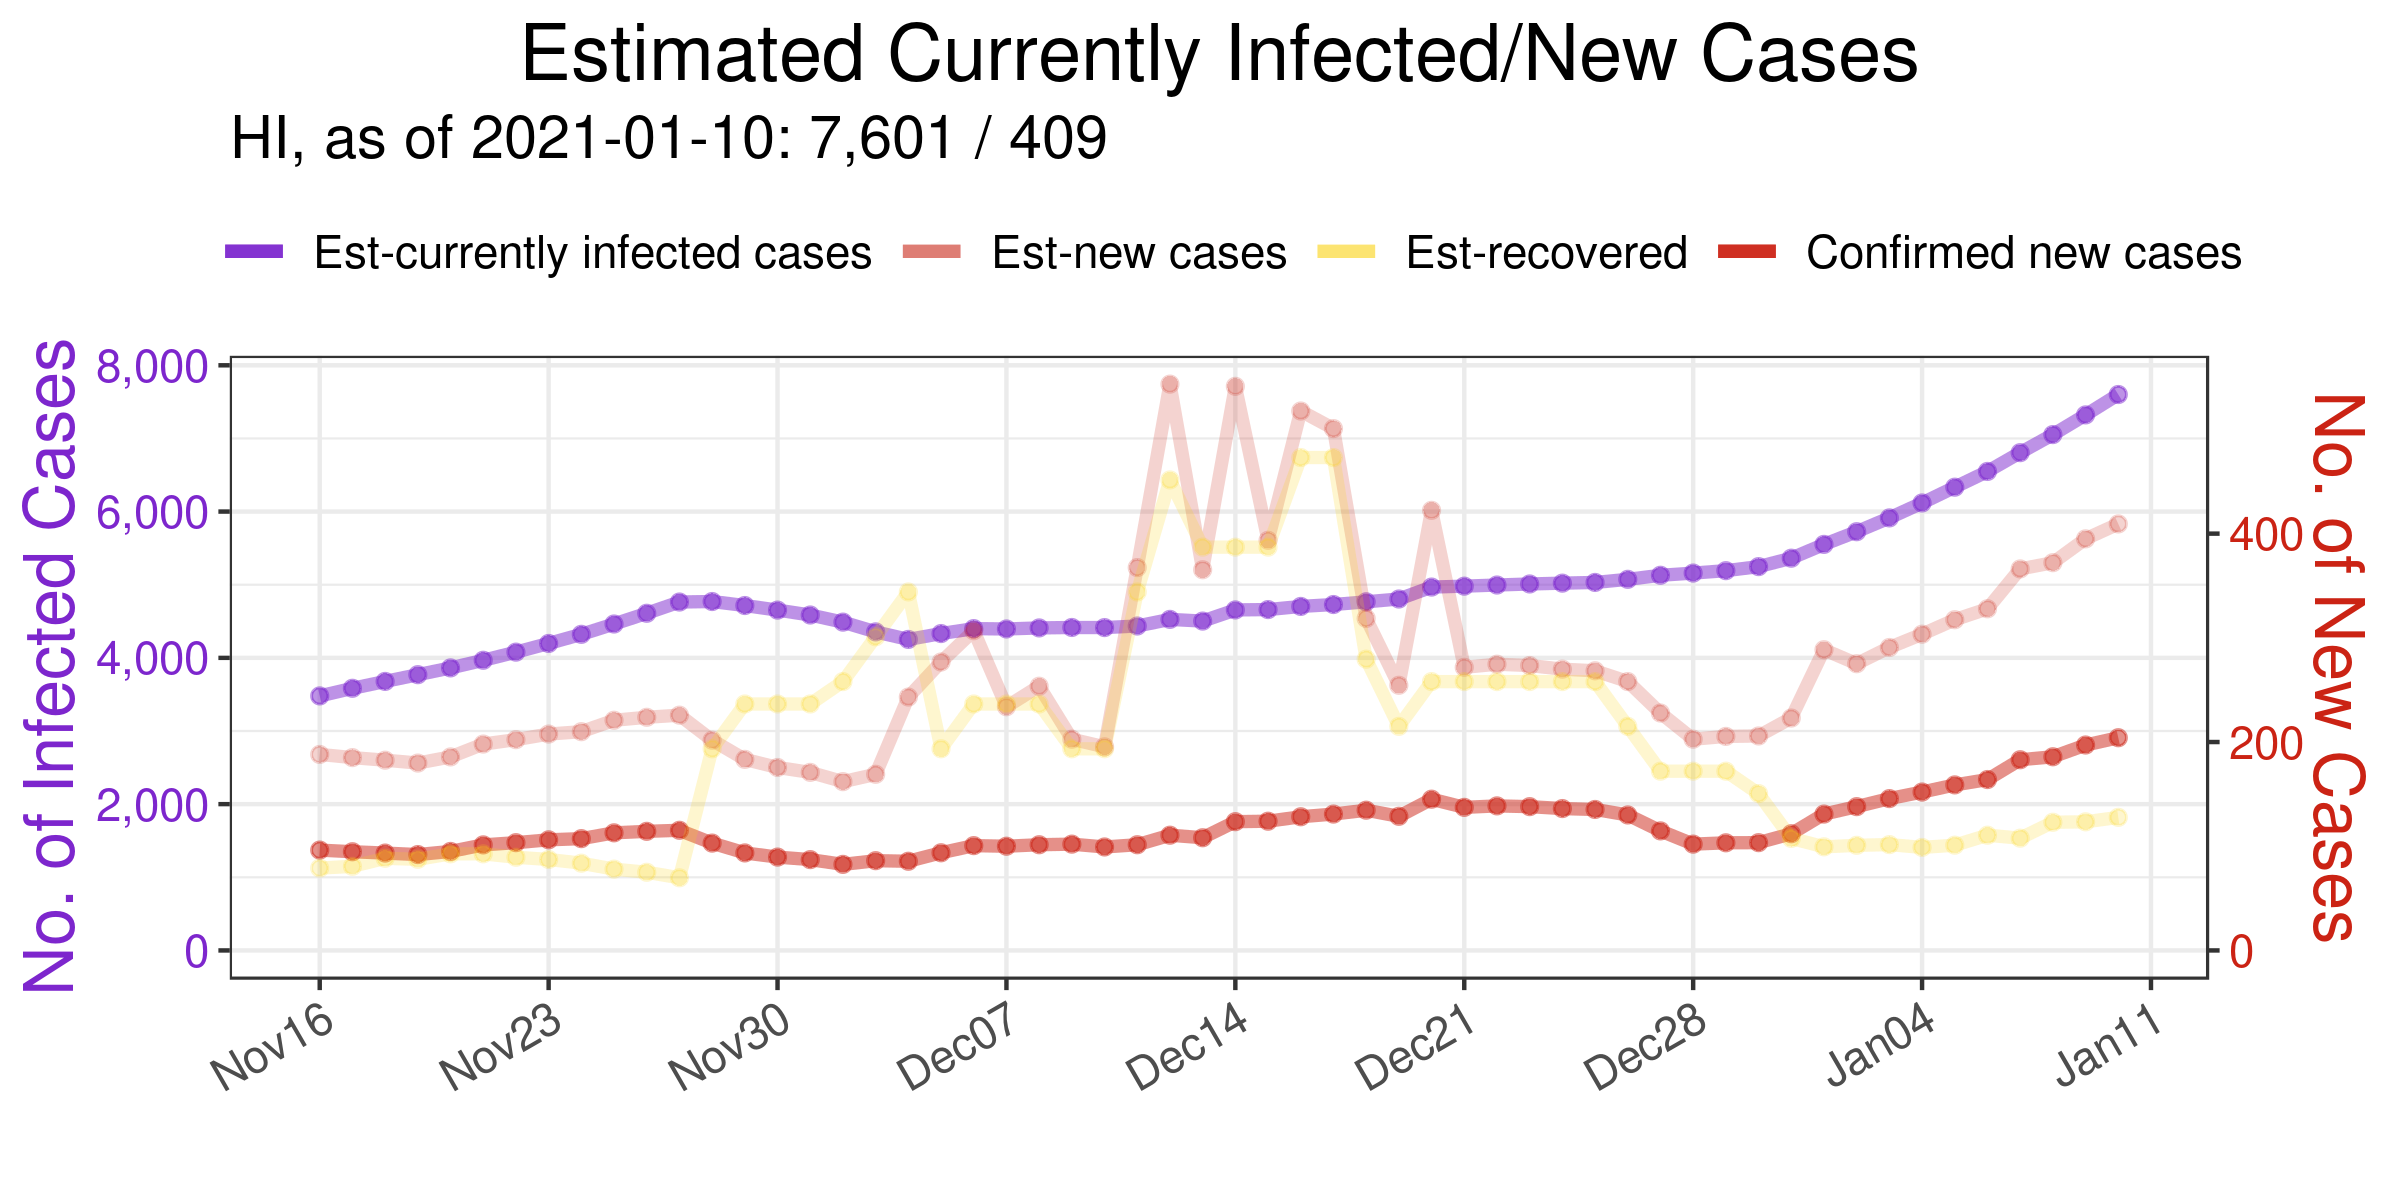 Estimated Currently Infected/New Cases
HI, as of 2021-01-10: 7,601 / 409
Est-currently infected cases
Est-new cases
Est-recovered
Confirmed new cases
No. of Infected Cases
8,000
6,000
4,000
2,000
0
No. of New Cases
400
200
0
Nov16
Nov23
Nov30
Dec07
Dec14
Dec21
Dec28
Jan04
Jan11